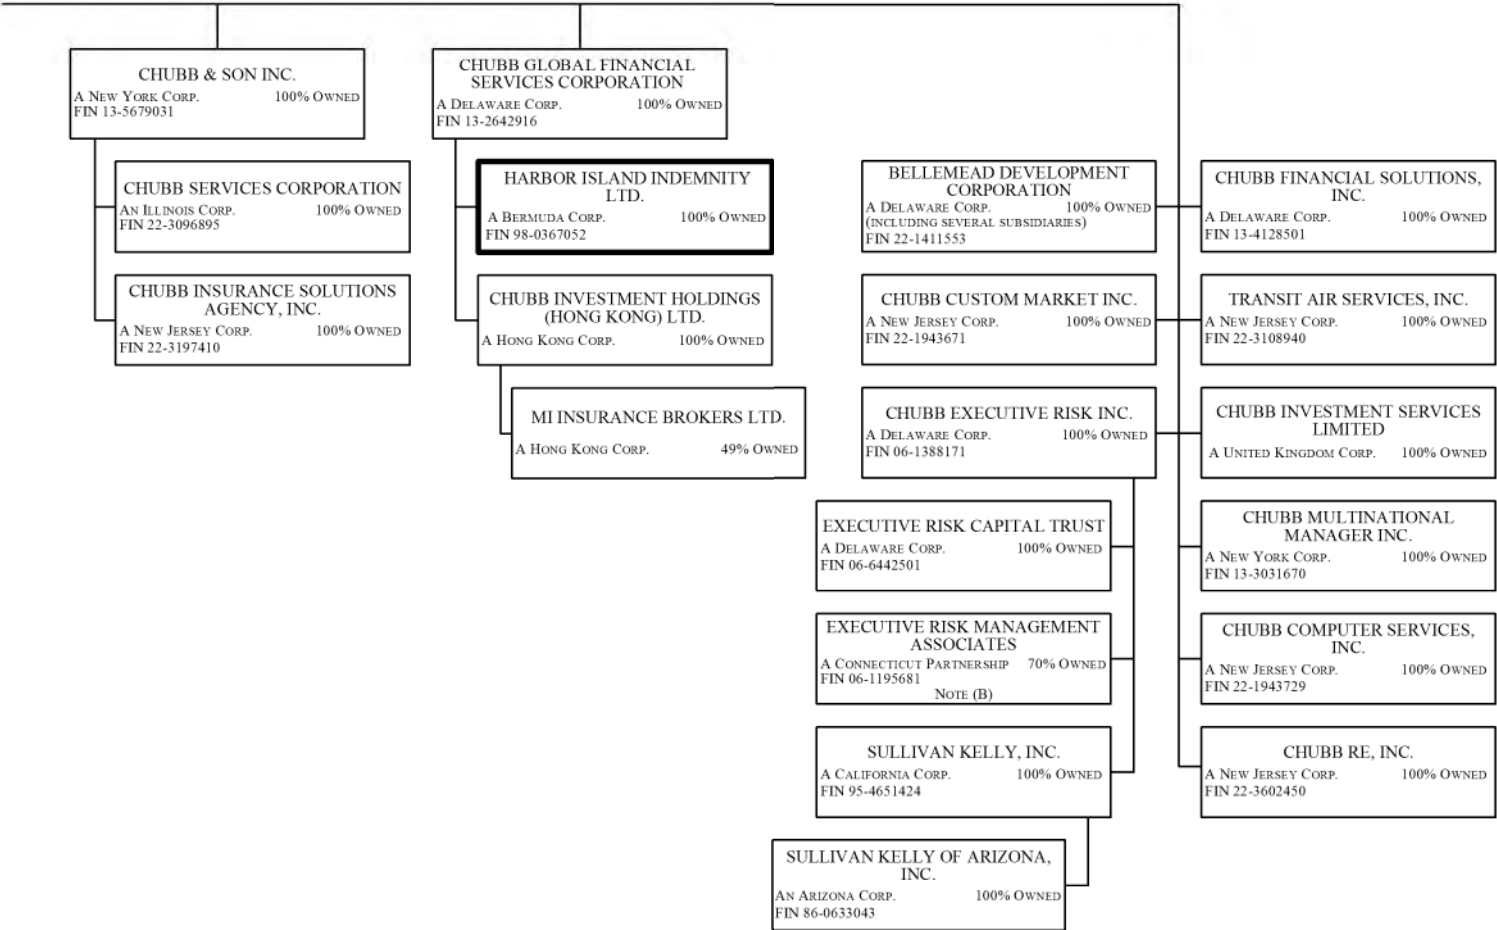 CHUBB & SON INC.
A NEW YORK CORP. 100% OWNED
FIN 13-5679031
CHUBB SERVICES CORPORATION
AN ILLINOIS CORP. 100% OWNED
FIN 22-3096895
CHUBB INSURANCE SOLUTIONS
AGENCY, INC.
A NEW JERSEY CORP. 100% OWNED
FIN 22-3197410
CHUBB GLOBAL FINANCIAL
SERVICES CORPORATION
A DELAWARE CORP. 100% OWNED
FIN 13-2642916
HARBOR ISLAND INDEMNITY
LTD.
A BERMUDA CORP. 100% OWNED
FIN 98-0367052
CHUBB INVESTMENT HOLDINGS
(HONG KONG) LTD.
A HONG KONG CORP. 100% OWNED
MI INSURANCE BROKERS LTD.
A HONG KONG CORP. 49% OWNED
BELLEMEAD DEVELOPMENT
CORPORATION
A DELAWARE CORP. 100% OWNED
(INCLUDING SEVERAL SUBSIDIARIES)
FIN 22-1411553
CHUBB CUSTOM MARKET INC.
A NEW JERSEY CORP. 100% OWNED
FIN 22-1943671
CHUBB EXECUTIVE RISK INC.
A DELAWARE CORP. 100% OWNED
FIN 06-1388171
EXECUTIVE RISK CAPITAL TRUST
A DELAWARE CORP. 100% OWNED
FIN 06-6442501
EXECUTIVE RISK MANAGEMENT
ASSOCIATES
A CONNECTICUT PARTNERSHIP 70% OWNED
FIN 06-1195681
NOTE (B)
SULLIVAN KELLY, INC.
A CALIFORNIA CORP. 100% OWNED
FIN 95-4651424
SULLIVAN KELLY OF ARIZONA,
INC.
AN ARIZONA CORP. 100% OWNED
FIN 86-0633043
CHUBB FINANCIAL SOLUTIONS,
INC.
A DELAWARE CORP. 100% OWNED
FIN 13-4128501
TRANSIT AIR SERVICES, INC.
A NEW JERSEY CORP. 100% OWNED
FIN 22-3108940
CHUBB INVESTMENT SERVICES
LIMITED
A UNITED KINGDOM CORP. 100% OWNED
CHUBB MULTINATIONAL
MANAGER INC.
A NEW YORK CORP. 100% OWNED
FIN 13-3031670
CHUBB COMPUTER SERVICES,
INC.
A NEW JERSEY CORP. 100% OWNED
FIN 22-1943729
CHUBB RE, INC.
A NEW JERSEY CORP. 100% OWNED
FIN 22-3602450